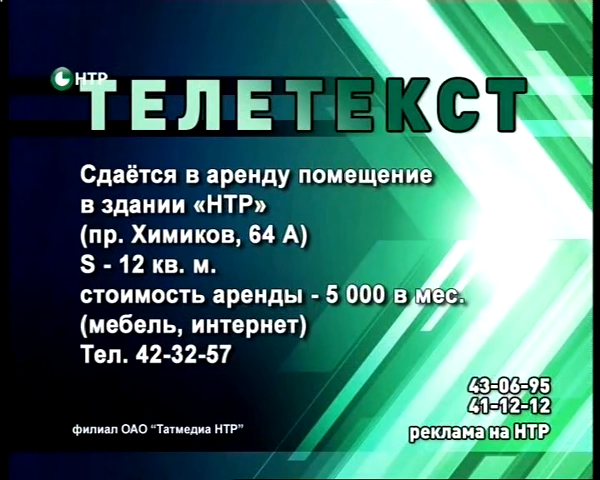 НТР
ТЕЛЕТЕКСТ
Сдаётся в аренду помещение
в здании «НТР»
(пр. Химиков, 64 А)
S - 12 кв. м.
стоимость аренды - 5 000 в мес.
(мебель, интернет)
Тел. 42-32-57
43-06-95
41-12-12
филиал ОАО “Татмедиа НТР”
реклама на НТР